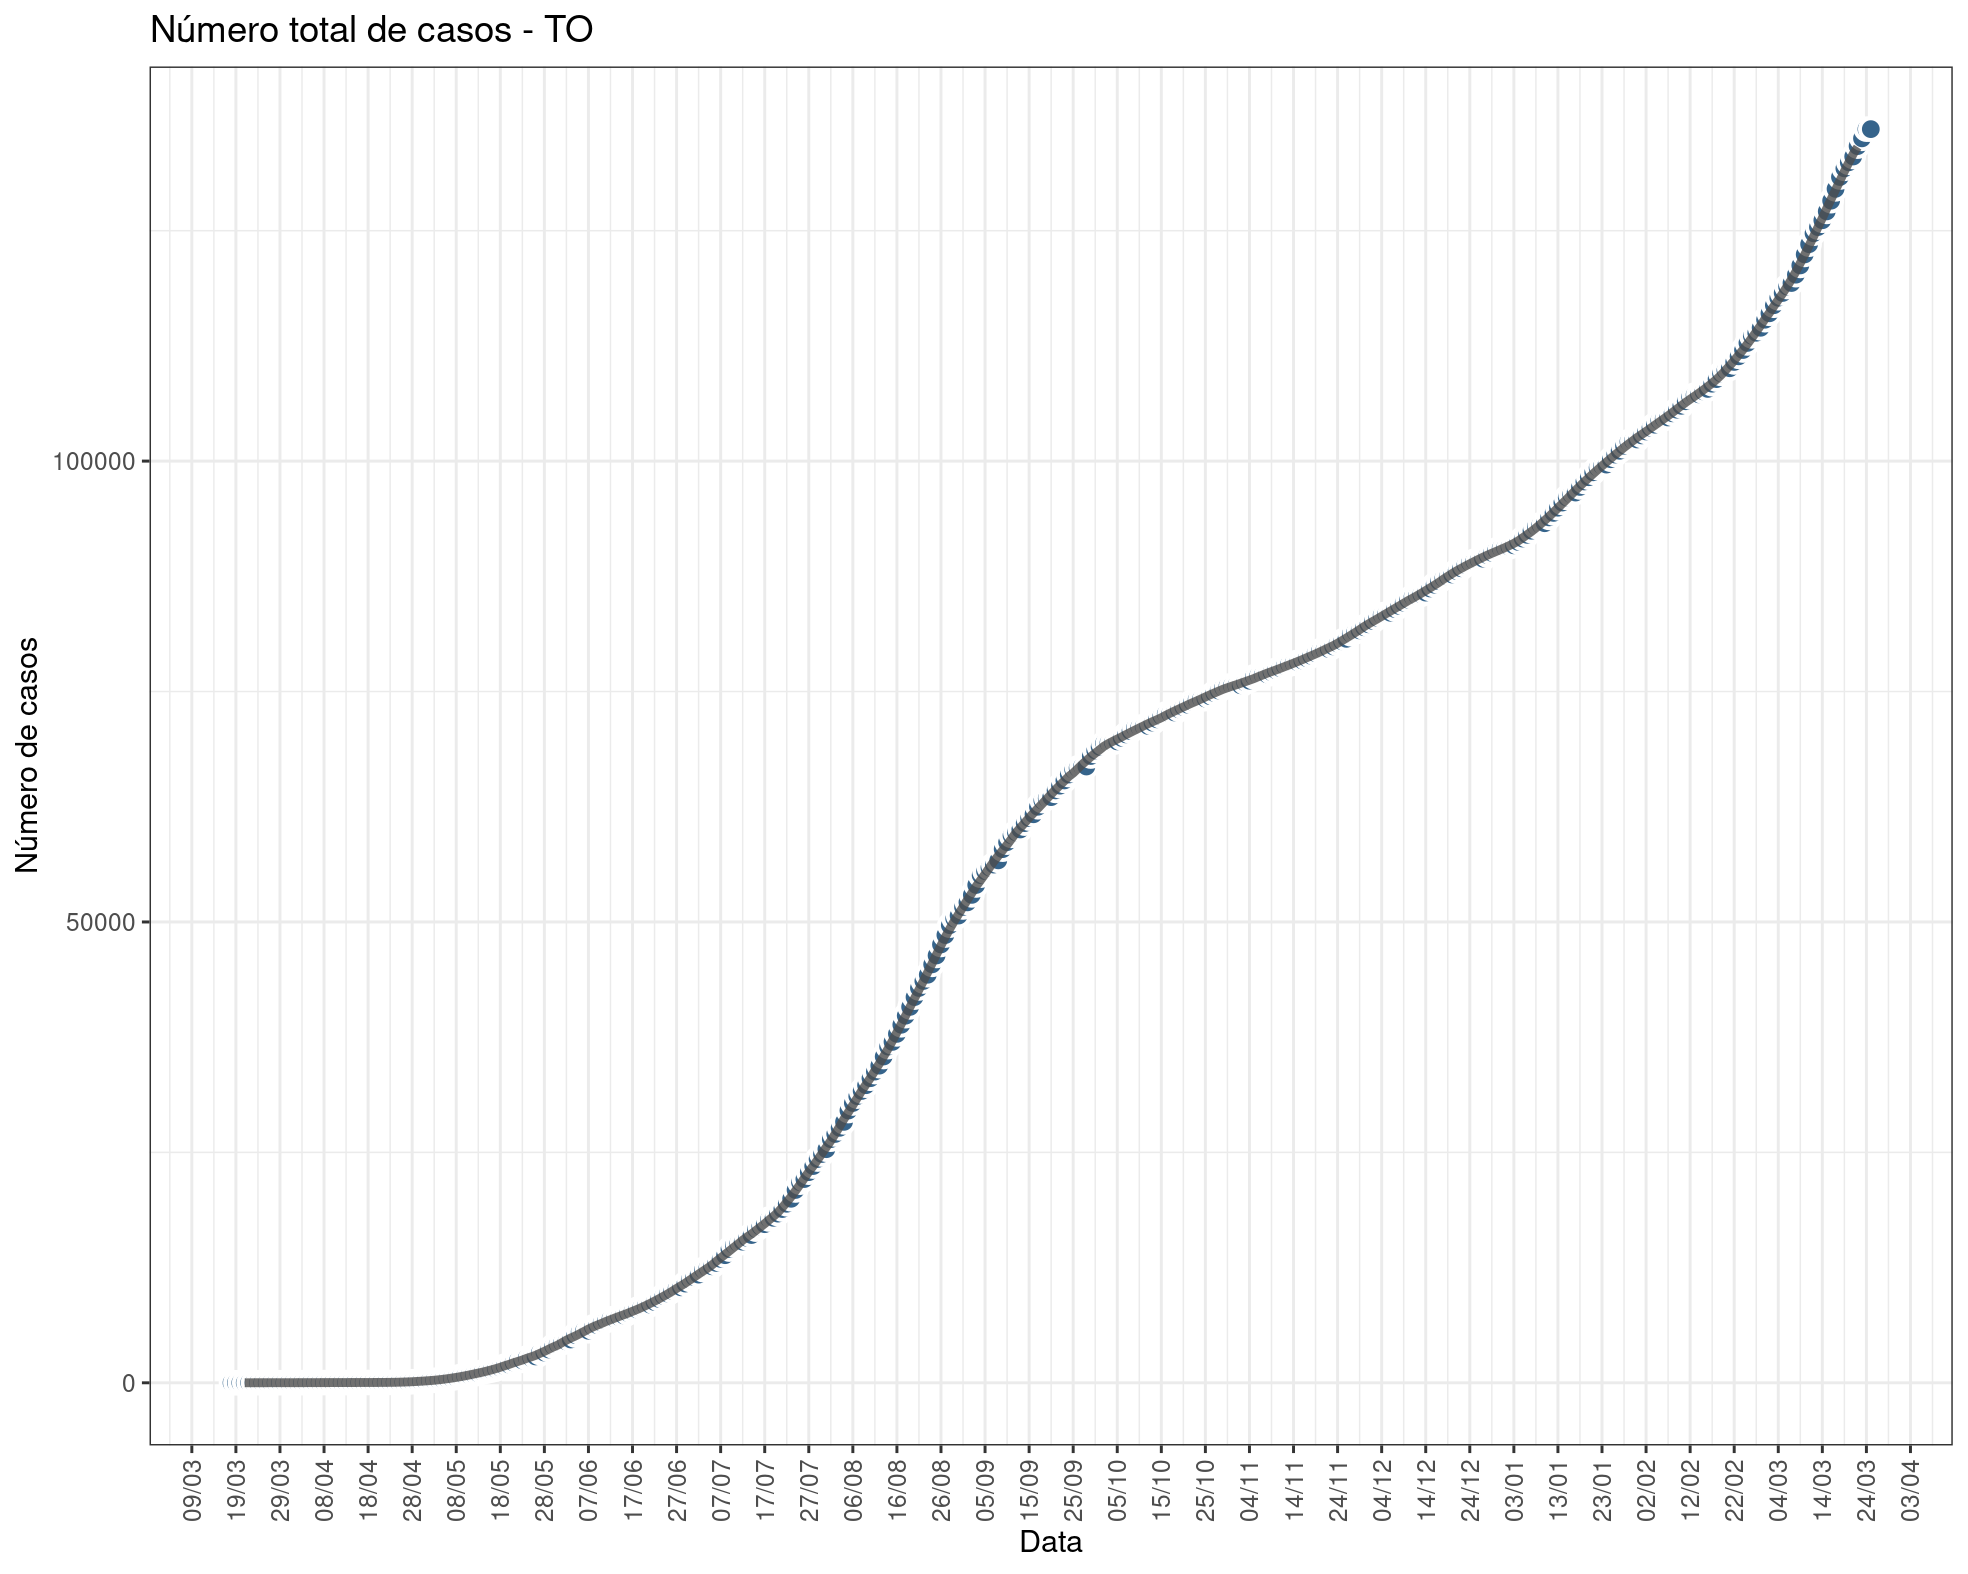 Número total de casos - TO
Número de casos
100000
50000
0
09/03 19/03 29/03 08/04 18/04 28/04 08/05 18/05 28/05 07/06 17/06 27/06 07/07 17/07 27/07 06/08 16/08 26/08 05/09 15/09 25/09 05/10 15/10 25/10 04/11 14/11 24/11 04/12 14/12 24/12 03/01 13/01 23/01 02/02 12/02 22/02 04/03 14/03 24/03 03/04
Data